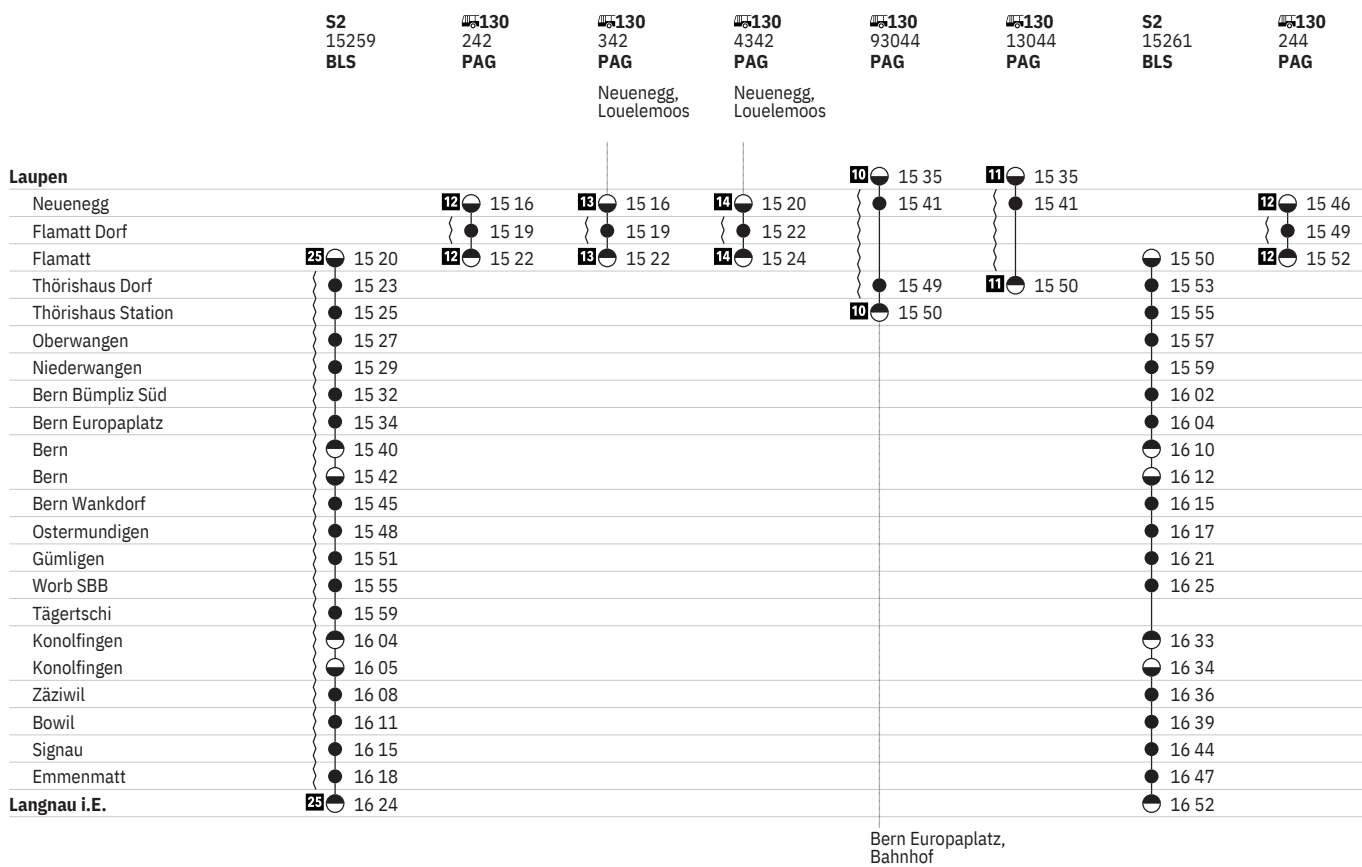 S2 130 130 130 130 130 S2 130
15259 242 342 4342 93044 13044 15261 244
BLS PAG PAG PAG PAG PAG BLS PAG
Neuenegg, Neuenegg,
Louelemoos Louelemoos
Laupen 10 15 35 11 15 35
Neuenegg 12 15 16 13 15 16 14 15 20 15 41 15 41 12 15 46
Flamatt Dorf 15 19 15 19 15 22 15 49
Flamatt 25 15 20 12 15 22 13 15 22 14 15 24 15 50 12 15 52
Thörishaus Dorf 15 23 15 49 11 15 50 15 53
Thörishaus Station 15 25 10 15 50 15 55
Oberwangen 15 27 15 57
Niederwangen 15 29 15 59
Bern Bümpliz Süd 15 32 16 02
Bern Europaplatz 15 34 16 04
Bern 15 40 16 10
Bern 15 42 16 12
Bern Wankdorf 15 45 16 15
Ostermundigen 15 48 16 17
Gümligen 15 51 16 21
Worb SBB 15 55 16 25
Tägertschi 15 59
Konolfingen 16 04 16 33
Konolfingen 16 05 16 34
Zäziwil 16 08 16 36
Bowil 16 11 16 39
Signau 16 15 16 44
Emmenmatt 16 18 16 47
Langnau i.E. 25 16 24 16 52
Bern Europaplatz,
Bahnhof